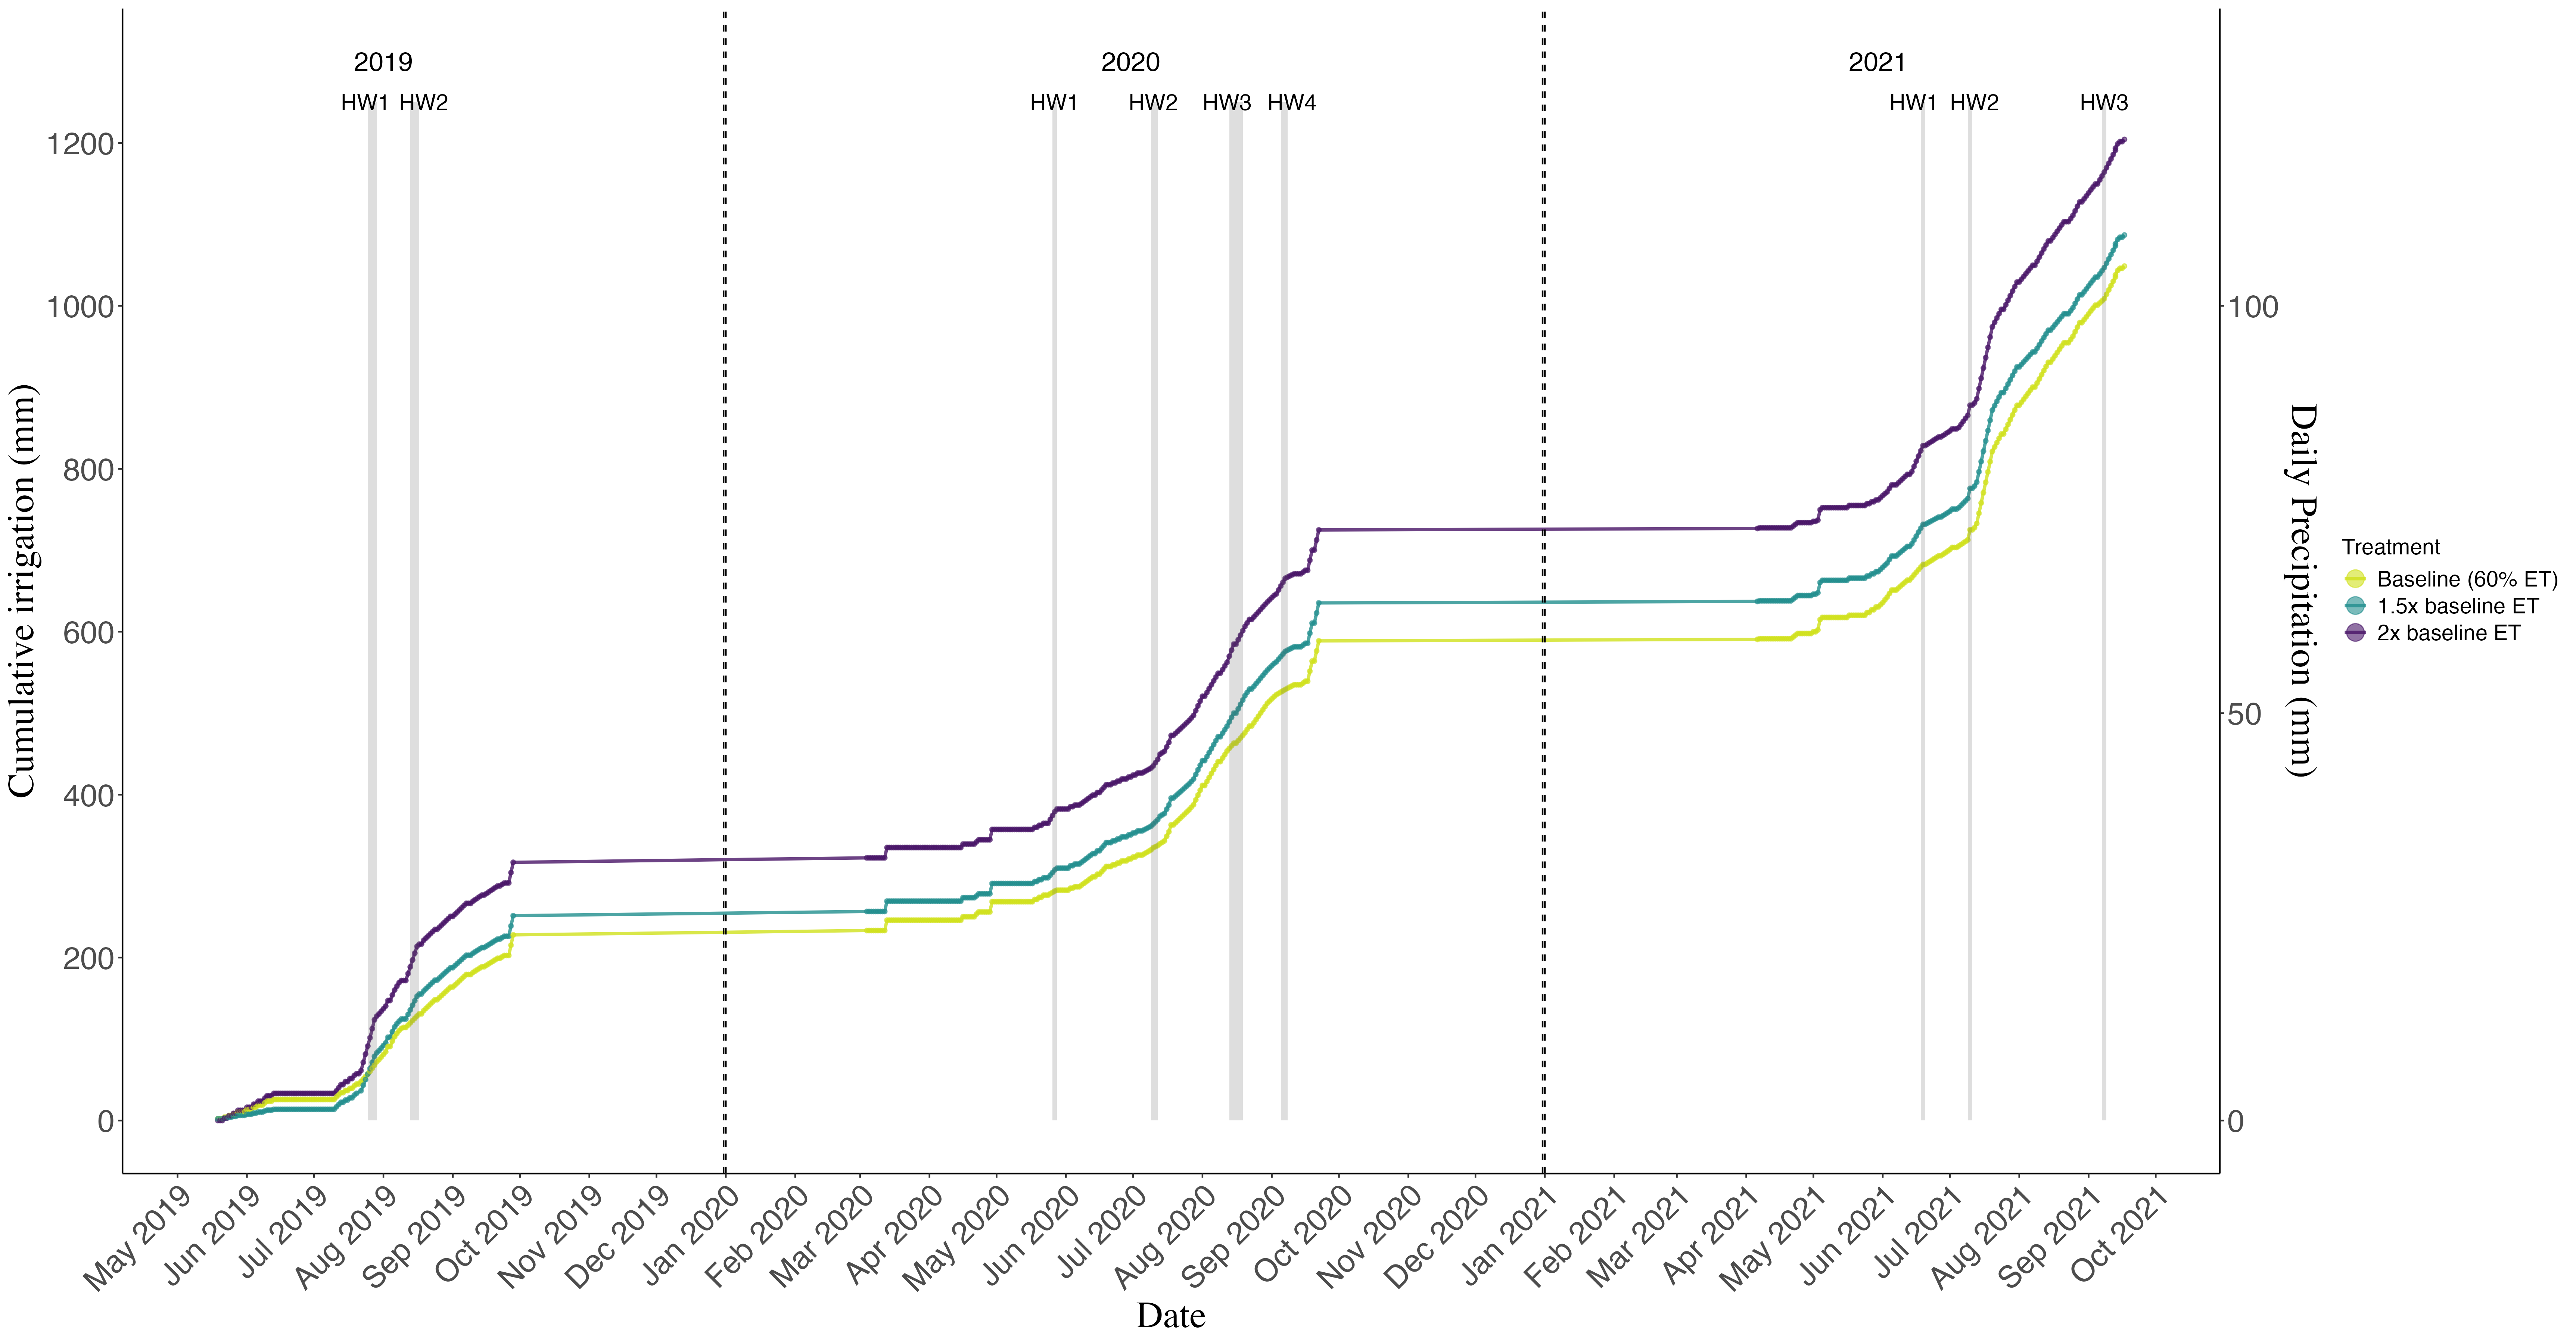 2019 2020 2021
HW1 HW2 HW1 HW2 HW3 HW4 HW1 HW2 HW3
1200
1000
800
600
400
200
0
Cumulative irrigation (mm)
100
50
0
Daily Precipitation (mm)
Treatment
Baseline (60% ET)
1.5x baseline ET
2x baseline ET
May 2019 Jun 2019 Jul 2019 Aug 2019 Sep 2019 Oct 2019 Nov 2019 Dec 2019 Jan 2020 Feb 2020 Mar 2020 Apr 2020 May 2020 Jun 2020 Jul 2020 Aug 2020 Sep 2020 Oct 2020 Nov 2020 Dec 2020 Jan 2021 Feb 2021 Mar 2021 Apr 2021 May 2021 Jun 2021 Jul 2021 Aug 2021 Sep 2021 Oct 2021
Date